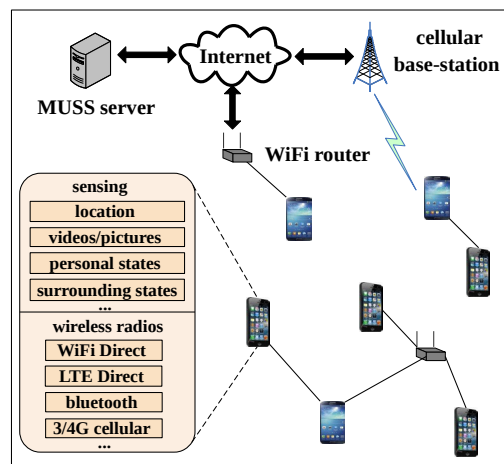 cellular
Internet
base-station
MUSS server
WiFi router
sensing
location
videos/pictures
personal states
surrounding states
...
wireless radios
WiFi Direct
LTE Direct
bluetooth
3/4G cellular
...